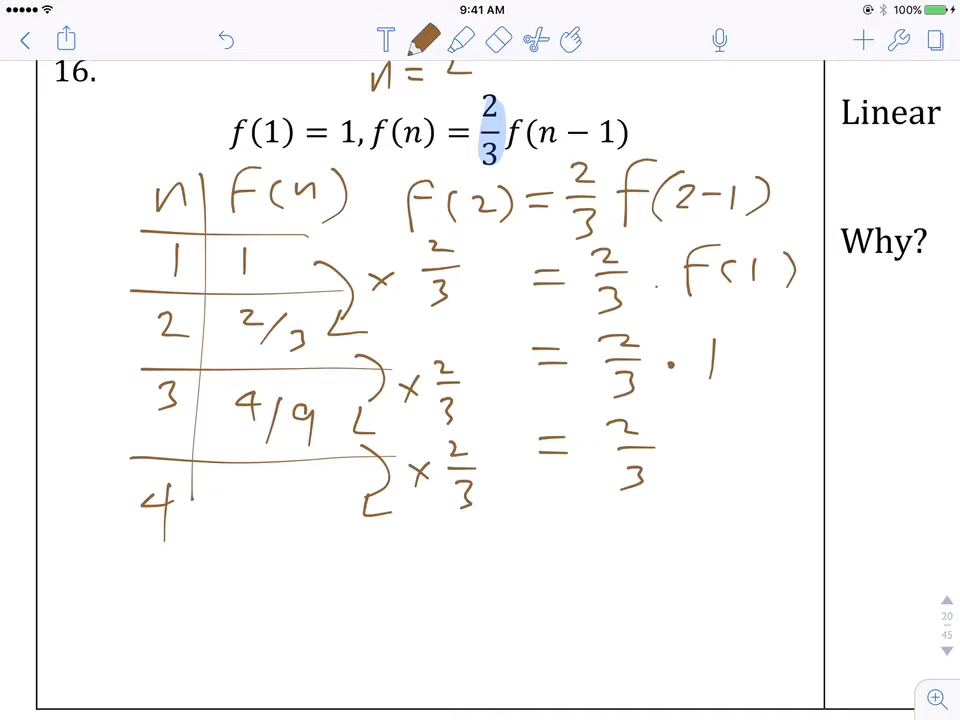 9:41 AM
100%
T
16.
n = 2
f(1) = 1, f(n) = 2/3 f(n − 1)
Linear
n F(n) F(2) = 2/3 F(2-1)
Why?
1 1 × 2/3 = 2/3 . F(1)
2 2/3 = 2/3 · 1
3 4/9 × 2/3
= 2/3
4 × 2/3
20
45